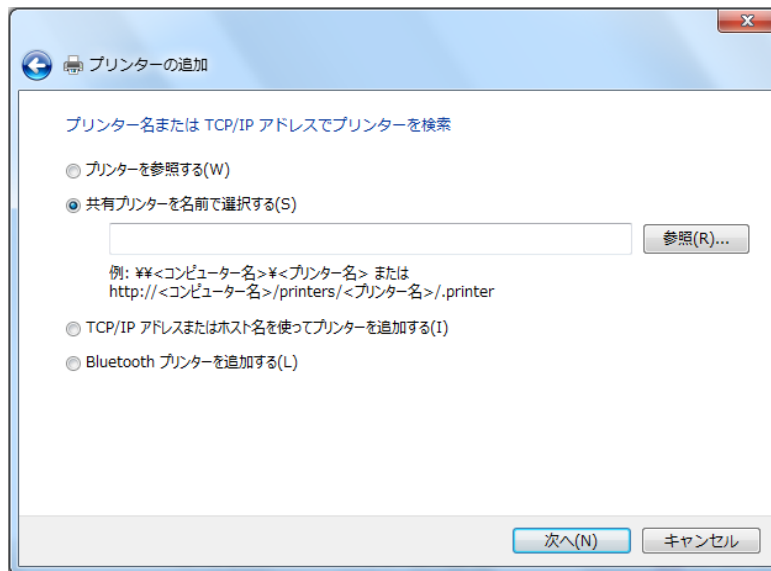 プリンターの追加
プリンター名または TCP/IP アドレスでプリンターを検索
プリンターを参照する(W)
共有プリンターを名前で選択する(S)
参照(R)...
例: ¥¥<コンピューター名>¥<プリンター名> または
http://<コンピューター名>/printers/<プリンター名>/.printer
TCP/IP アドレスまたはホスト名を使ってプリンターを追加する(I)
Bluetooth プリンターを追加する(L)
次へ(N) キャンセル